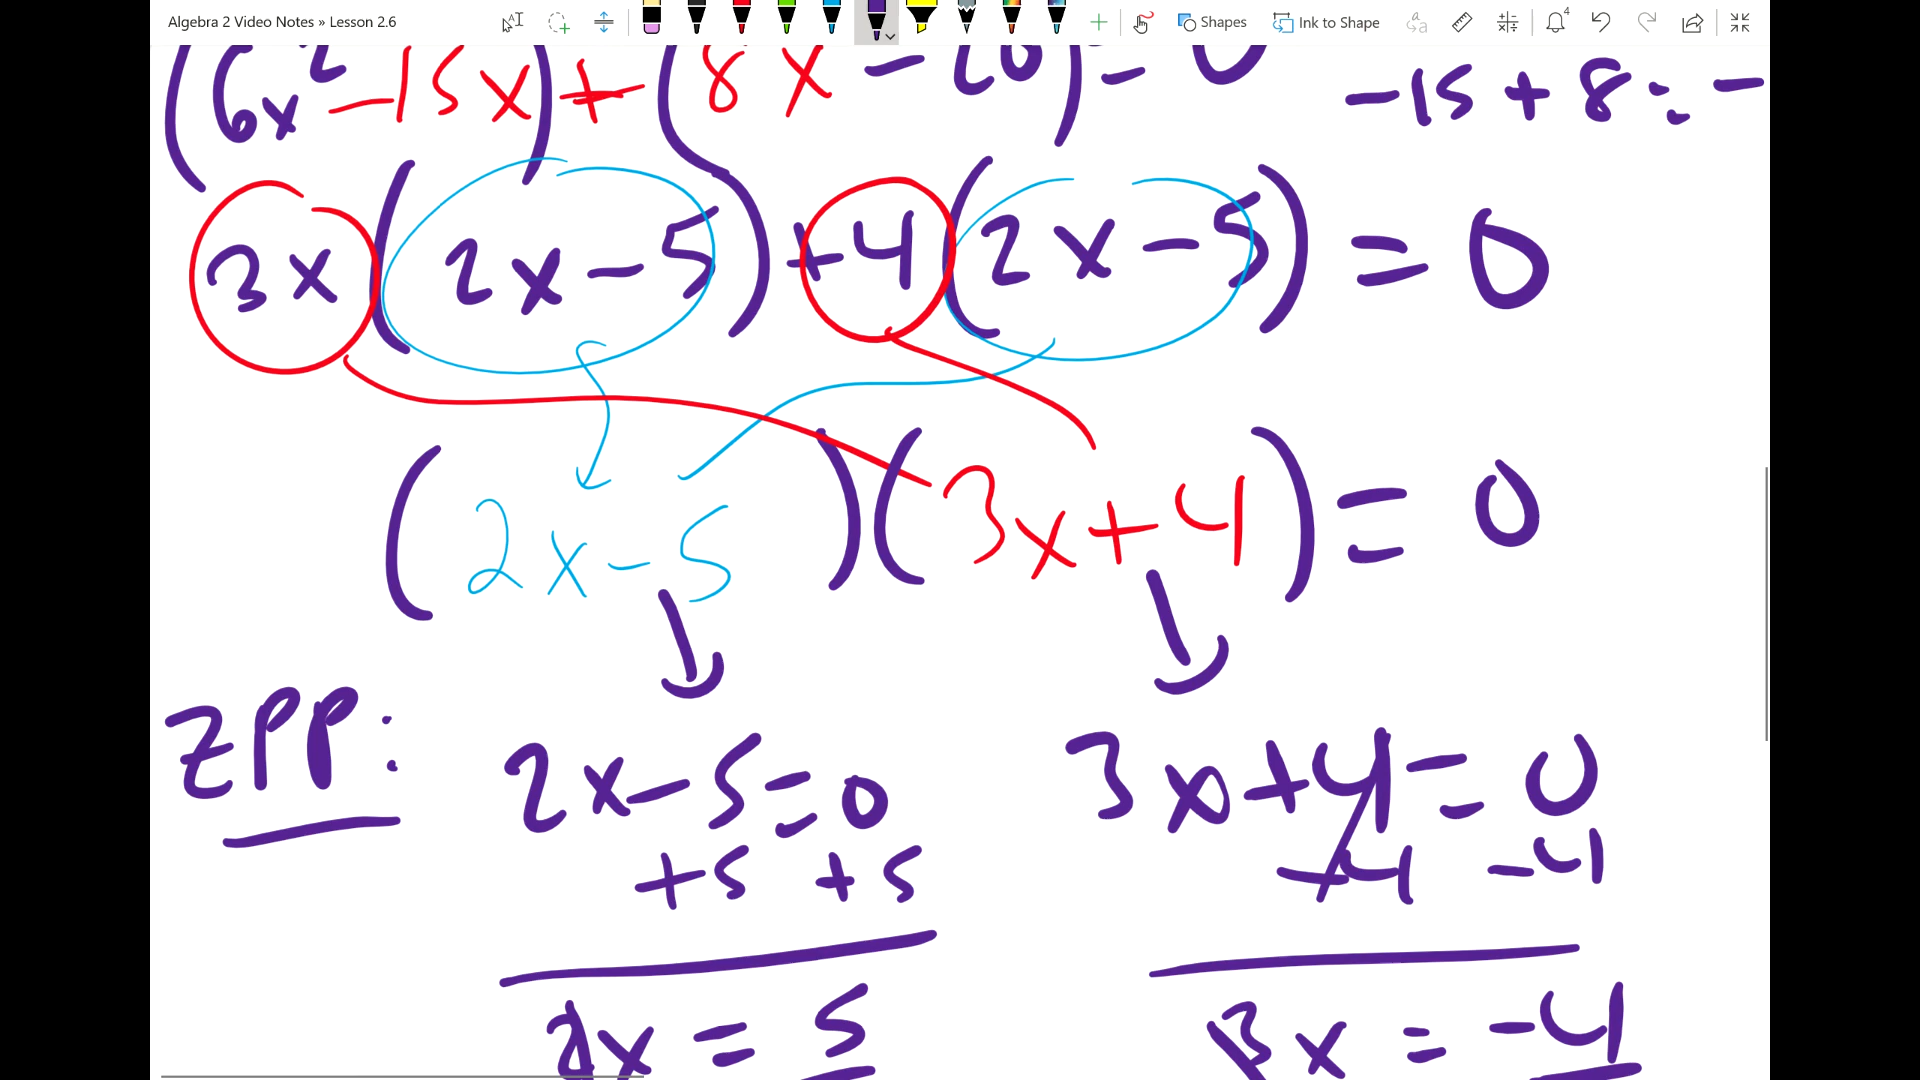 Algebra 2 Video Notes » Lesson 2.6
Shapes
Ink to Shape
4
(6x² -15x) + (8x - 20) = 0
-15 + 8 = -
3x(2x-5) + 4(2x-5) = 0
(2x-5)(3x+4) = 0
ZPP:
2x-5=0
3x+4=0
+5 +5
-4 -4
2x = 5
3x = -4